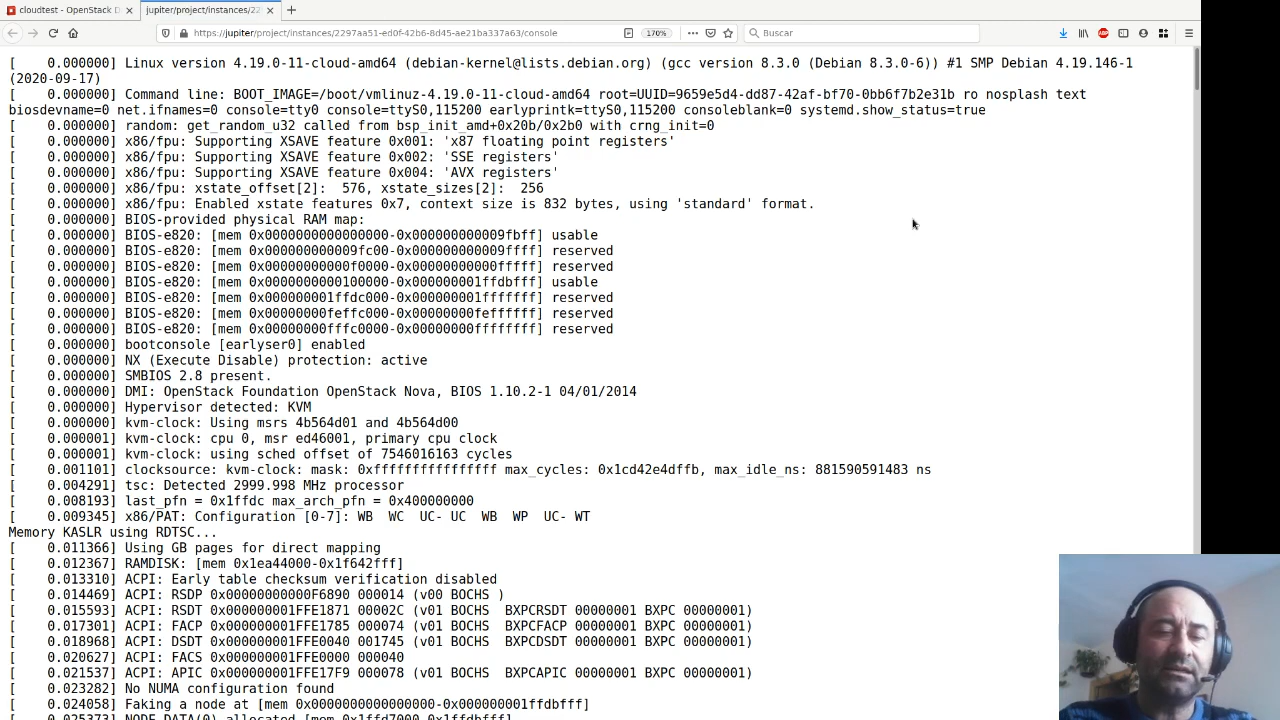 cloudtest - OpenStack D
jupiter/project/instances/22
https://jupiter/project/instances/2297aa51-ed0f-42b6-8d45-ae21ba337a63/console
170%
Buscar
ABP
[    0.000000] Linux version 4.19.0-11-cloud-amd64 (debian-kernel@lists.debian.org) (gcc version 8.3.0 (Debian 8.3.0-6)) #1 SMP Debian 4.19.146-1
(2020-09-17)
[    0.000000] Command line: BOOT_IMAGE=/boot/vmlinuz-4.19.0-11-cloud-amd64 root=UUID=9659e5d4-dd87-42af-bf70-0bb6f7b2e31b ro nosplash text
biosdevname=0 net.ifnames=0 console=tty0 console=ttyS0,115200 earlyprintk=ttyS0,115200 consoleblank=0 systemd.show_status=true
[    0.000000] random: get_random_u32 called from bsp_init_amd+0x20b/0x2b0 with crng_init=0
[    0.000000] x86/fpu: Supporting XSAVE feature 0x001: 'x87 floating point registers'
[    0.000000] x86/fpu: Supporting XSAVE feature 0x002: 'SSE registers'
[    0.000000] x86/fpu: Supporting XSAVE feature 0x004: 'AVX registers'
[    0.000000] x86/fpu: xstate_offset[2]:  576, xstate_sizes[2]:  256
[    0.000000] x86/fpu: Enabled xstate features 0x7, context size is 832 bytes, using 'standard' format.
[    0.000000] BIOS-provided physical RAM map:
[    0.000000] BIOS-e820: [mem 0x0000000000000000-0x000000000009fbff] usable
[    0.000000] BIOS-e820: [mem 0x000000000009fc00-0x000000000009ffff] reserved
[    0.000000] BIOS-e820: [mem 0x00000000000f0000-0x00000000000fffff] reserved
[    0.000000] BIOS-e820: [mem 0x0000000000100000-0x000000001ffdbfff] usable
[    0.000000] BIOS-e820: [mem 0x000000001ffdc000-0x000000001fffffff] reserved
[    0.000000] BIOS-e820: [mem 0x00000000feffc000-0x00000000feffffff] reserved
[    0.000000] BIOS-e820: [mem 0x00000000fffc0000-0x00000000ffffffff] reserved
[    0.000000] bootconsole [earlyser0] enabled
[    0.000000] NX (Execute Disable) protection: active
[    0.000000] SMBIOS 2.8 present.
[    0.000000] DMI: OpenStack Foundation OpenStack Nova, BIOS 1.10.2-1 04/01/2014
[    0.000000] Hypervisor detected: KVM
[    0.000000] kvm-clock: Using msrs 4b564d01 and 4b564d00
[    0.000001] kvm-clock: cpu 0, msr ed46001, primary cpu clock
[    0.000001] kvm-clock: using sched offset of 7546016163 cycles
[    0.001101] clocksource: kvm-clock: mask: 0xffffffffffffffff max_cycles: 0x1cd42e4dffb, max_idle_ns: 881590591483 ns
[    0.004291] tsc: Detected 2999.998 MHz processor
[    0.008193] last_pfn = 0x1ffdc max_arch_pfn = 0x400000000
[    0.009345] x86/PAT: Configuration [0-7]: WB  WC  UC- UC  WB  WP  UC- WT
Memory KASLR using RDTSC...
[    0.011366] Using GB pages for direct mapping
[    0.012367] RAMDISK: [mem 0x1ea44000-0x1f642fff]
[    0.013310] ACPI: Early table checksum verification disabled
[    0.014469] ACPI: RSDP 0x00000000000F6890 000014 (v00 BOCHS )
[    0.015593] ACPI: RSDT 0x000000001FFE1871 00002C (v01 BOCHS  BXPCRSDT 00000001 BXPC 00000001)
[    0.017301] ACPI: FACP 0x000000001FFE1785 000074 (v01 BOCHS  BXPCFACP 00000001 BXPC 00000001)
[    0.018968] ACPI: DSDT 0x000000001FFE0040 001745 (v01 BOCHS  BXPCDSDT 00000001 BXPC 00000001)
[    0.020627] ACPI: FACS 0x000000001FFE0000 000040
[    0.021537] ACPI: APIC 0x000000001FFE17F9 000078 (v01 BOCHS  BXPCAPIC 00000001 BXPC 00000001)
[    0.023282] No NUMA configuration found
[    0.024058] Faking a node at [mem 0x0000000000000000-0x000000001ffdbfff]
[    0.025373] NODE_DATA(0) allocated [mem 0x1ffd7000-0x1ffdbfff]